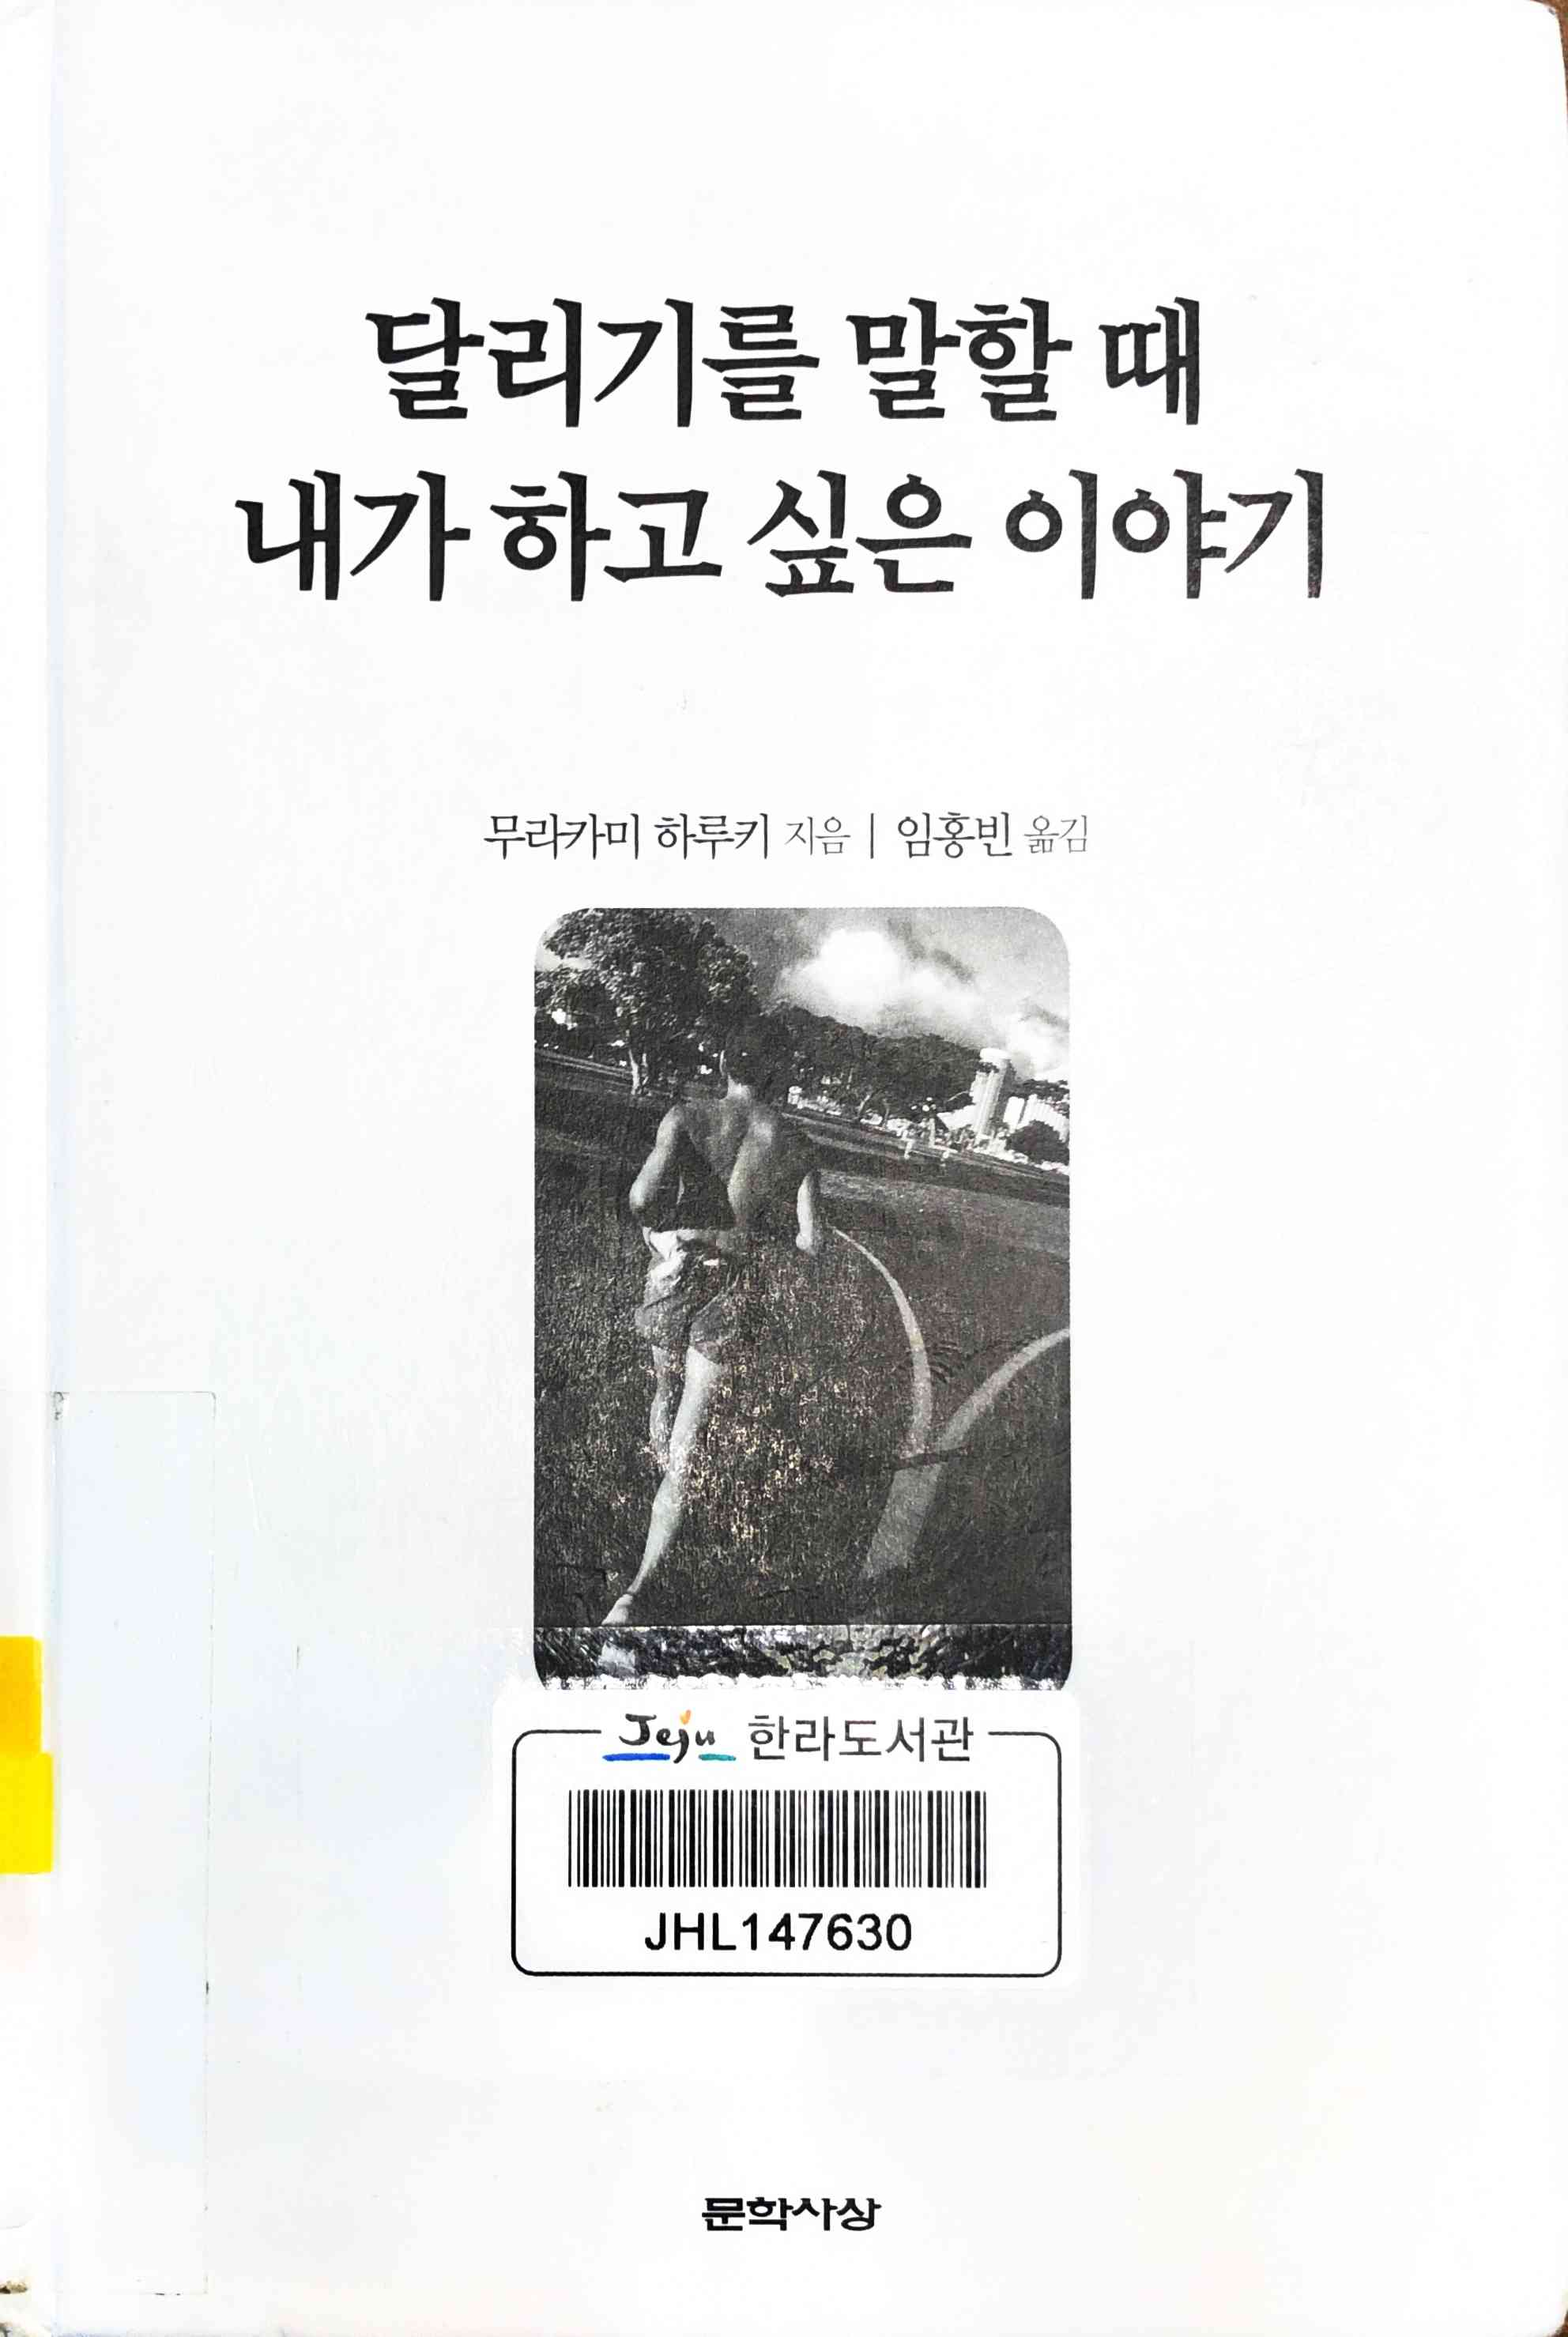 달리기를 말할 때
내가 하고 싶은 이야기
무라카미 하루키 지음 | 임홍빈 옮김
Jeju 한라도서관
JHL147630
문학사상